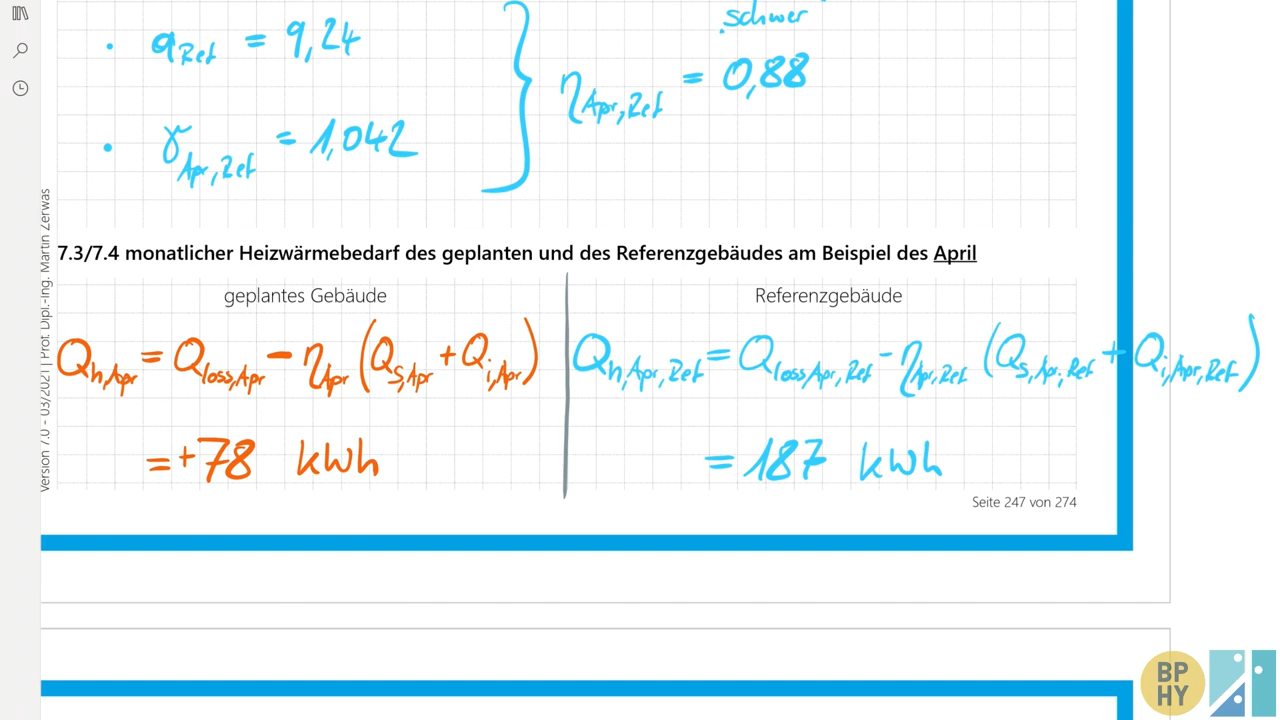 schwer
• a_Ref = 9,24
η_Apr,Ref = 0,88
• γ_Apr,Ref = 1,042
7.3/7.4 monatlicher Heizwärmebedarf des geplanten und des Referenzgebäudes am Beispiel des April
geplantes Gebäude
Q_h,Apr = Q_loss,Apr - η_Apr (Q_S,Apr + Q_i,Apr)
= +78 kWh
Referenzgebäude
Q_h,Apr,Ref = Q_loss,Apr,Ref - η_Apr,Ref (Q_s,Apr,Ref + Q_i,Apr,Ref)
= 187 kWh
Seite 247 von 274
Version 7.0 - 03/2021 | Prof. Dipl.-Ing. Martin Zerwas
BP
HY